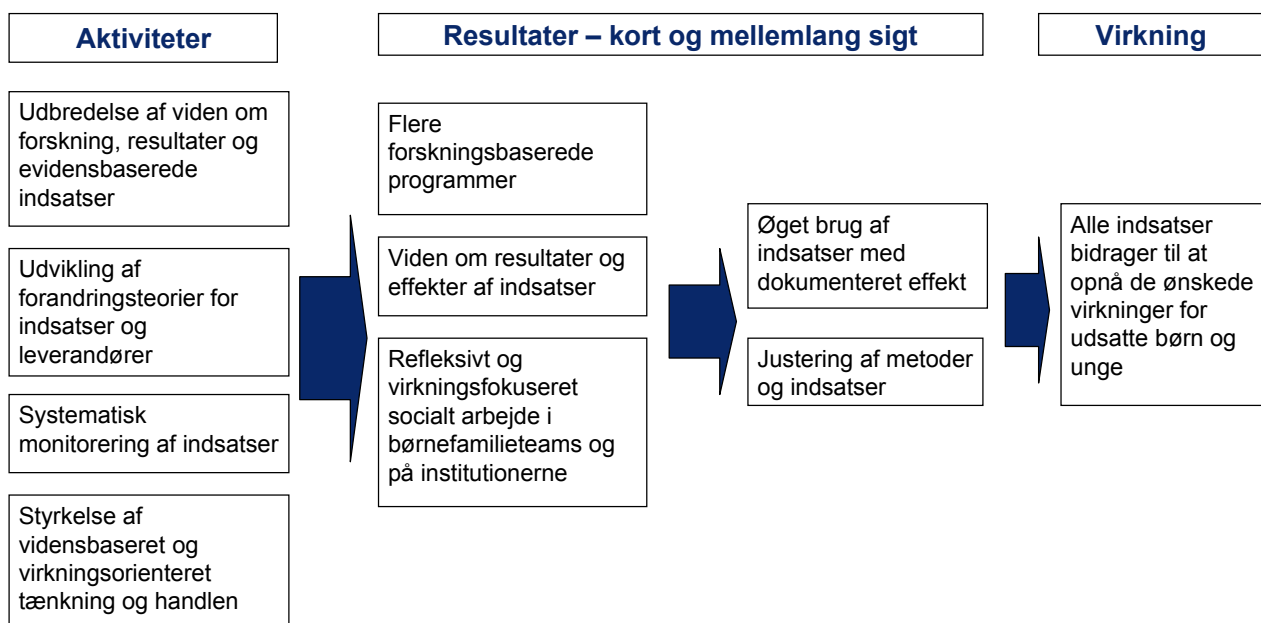 Aktiviteter
Resultater – kort og mellemlang sigt
Virkning
Udbredelse af viden om
forskning, resultater og
evidensbaserede
indsatser
Udvikling af
forandringsteorier for
indsatser og
leverandører
Systematisk
monitorering af indsatser
Styrkelse af
vidensbaseret og
virkningsorienteret
tænkning og handlen
Flere
forskningsbaserede
programmer
Viden om resultater og
effekter af indsatser
Refleksivt og
virkningsfokuseret
socialt arbejde i
børnefamilieteams og
på institutionerne
Øget brug af
indsatser med
dokumenteret effekt
Justering af metoder
og indsatser
Alle indsatser
bidrager til at
opnå de ønskede
virkninger for
udsatte børn og
unge